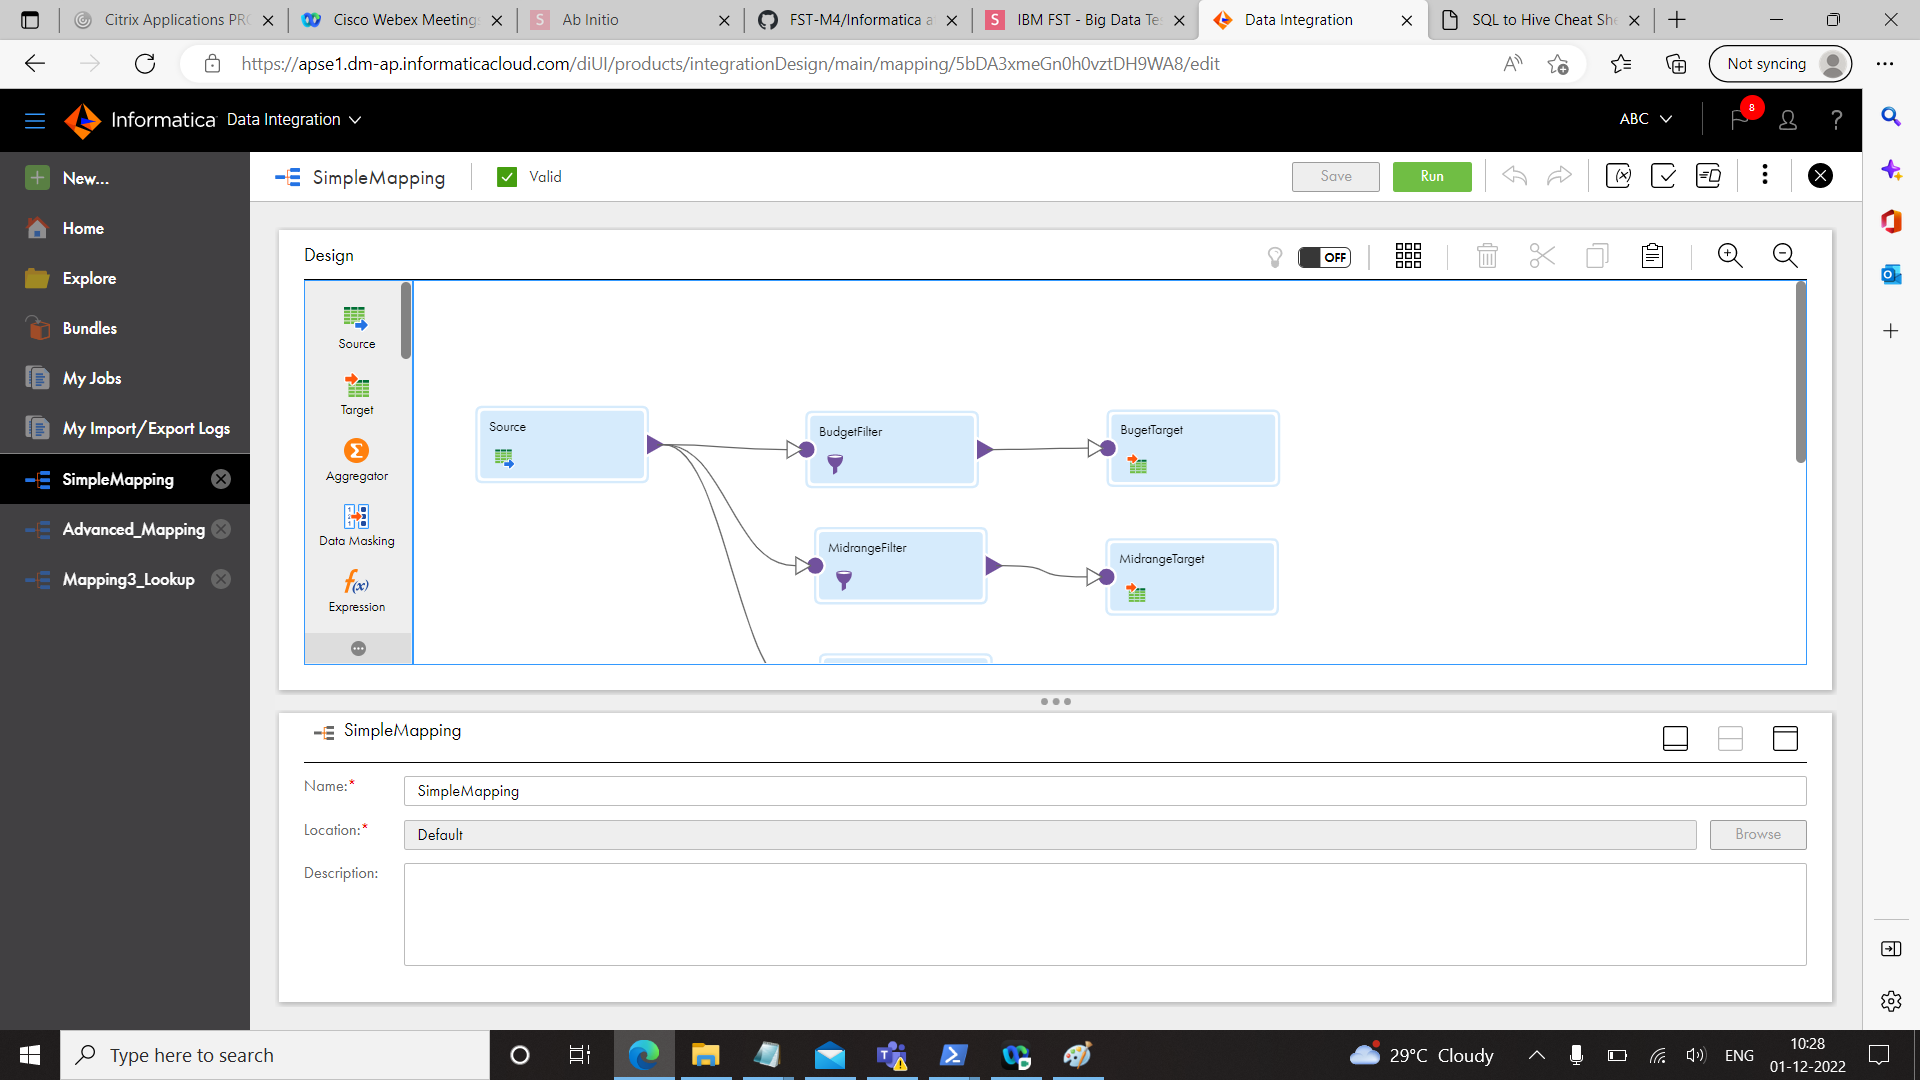 Citrix Applications PR
Cisco Webex Meeting
S Ab Initio
FST-M4/Informatica a
S IBM FST - Big Data Te
Data Integration
SQL to Hive Cheat She
https://apse1.dm-ap.informaticacloud.com/diUI/products/integrationDesign/main/mapping/5bDA3xmeGn0h0vztDH9WA8/edit
Not syncing
Informatica Data Integration
ABC
8
?
New...
Home
Explore
Bundles
My Jobs
My Import/Export Logs
SimpleMapping
Advanced_Mapping
Mapping3_Lookup
SimpleMapping
Valid
Save
Run
Design
OFF
Source
Target
Aggregator
Data Masking
Expression
Source
BudgetFilter
BugetTarget
MidrangeFilter
MidrangeTarget
SimpleMapping
Name:*
SimpleMapping
Location:*
Default
Browse
Description:
Type here to search
29°C Cloudy
ENG
10:28
01-12-2022